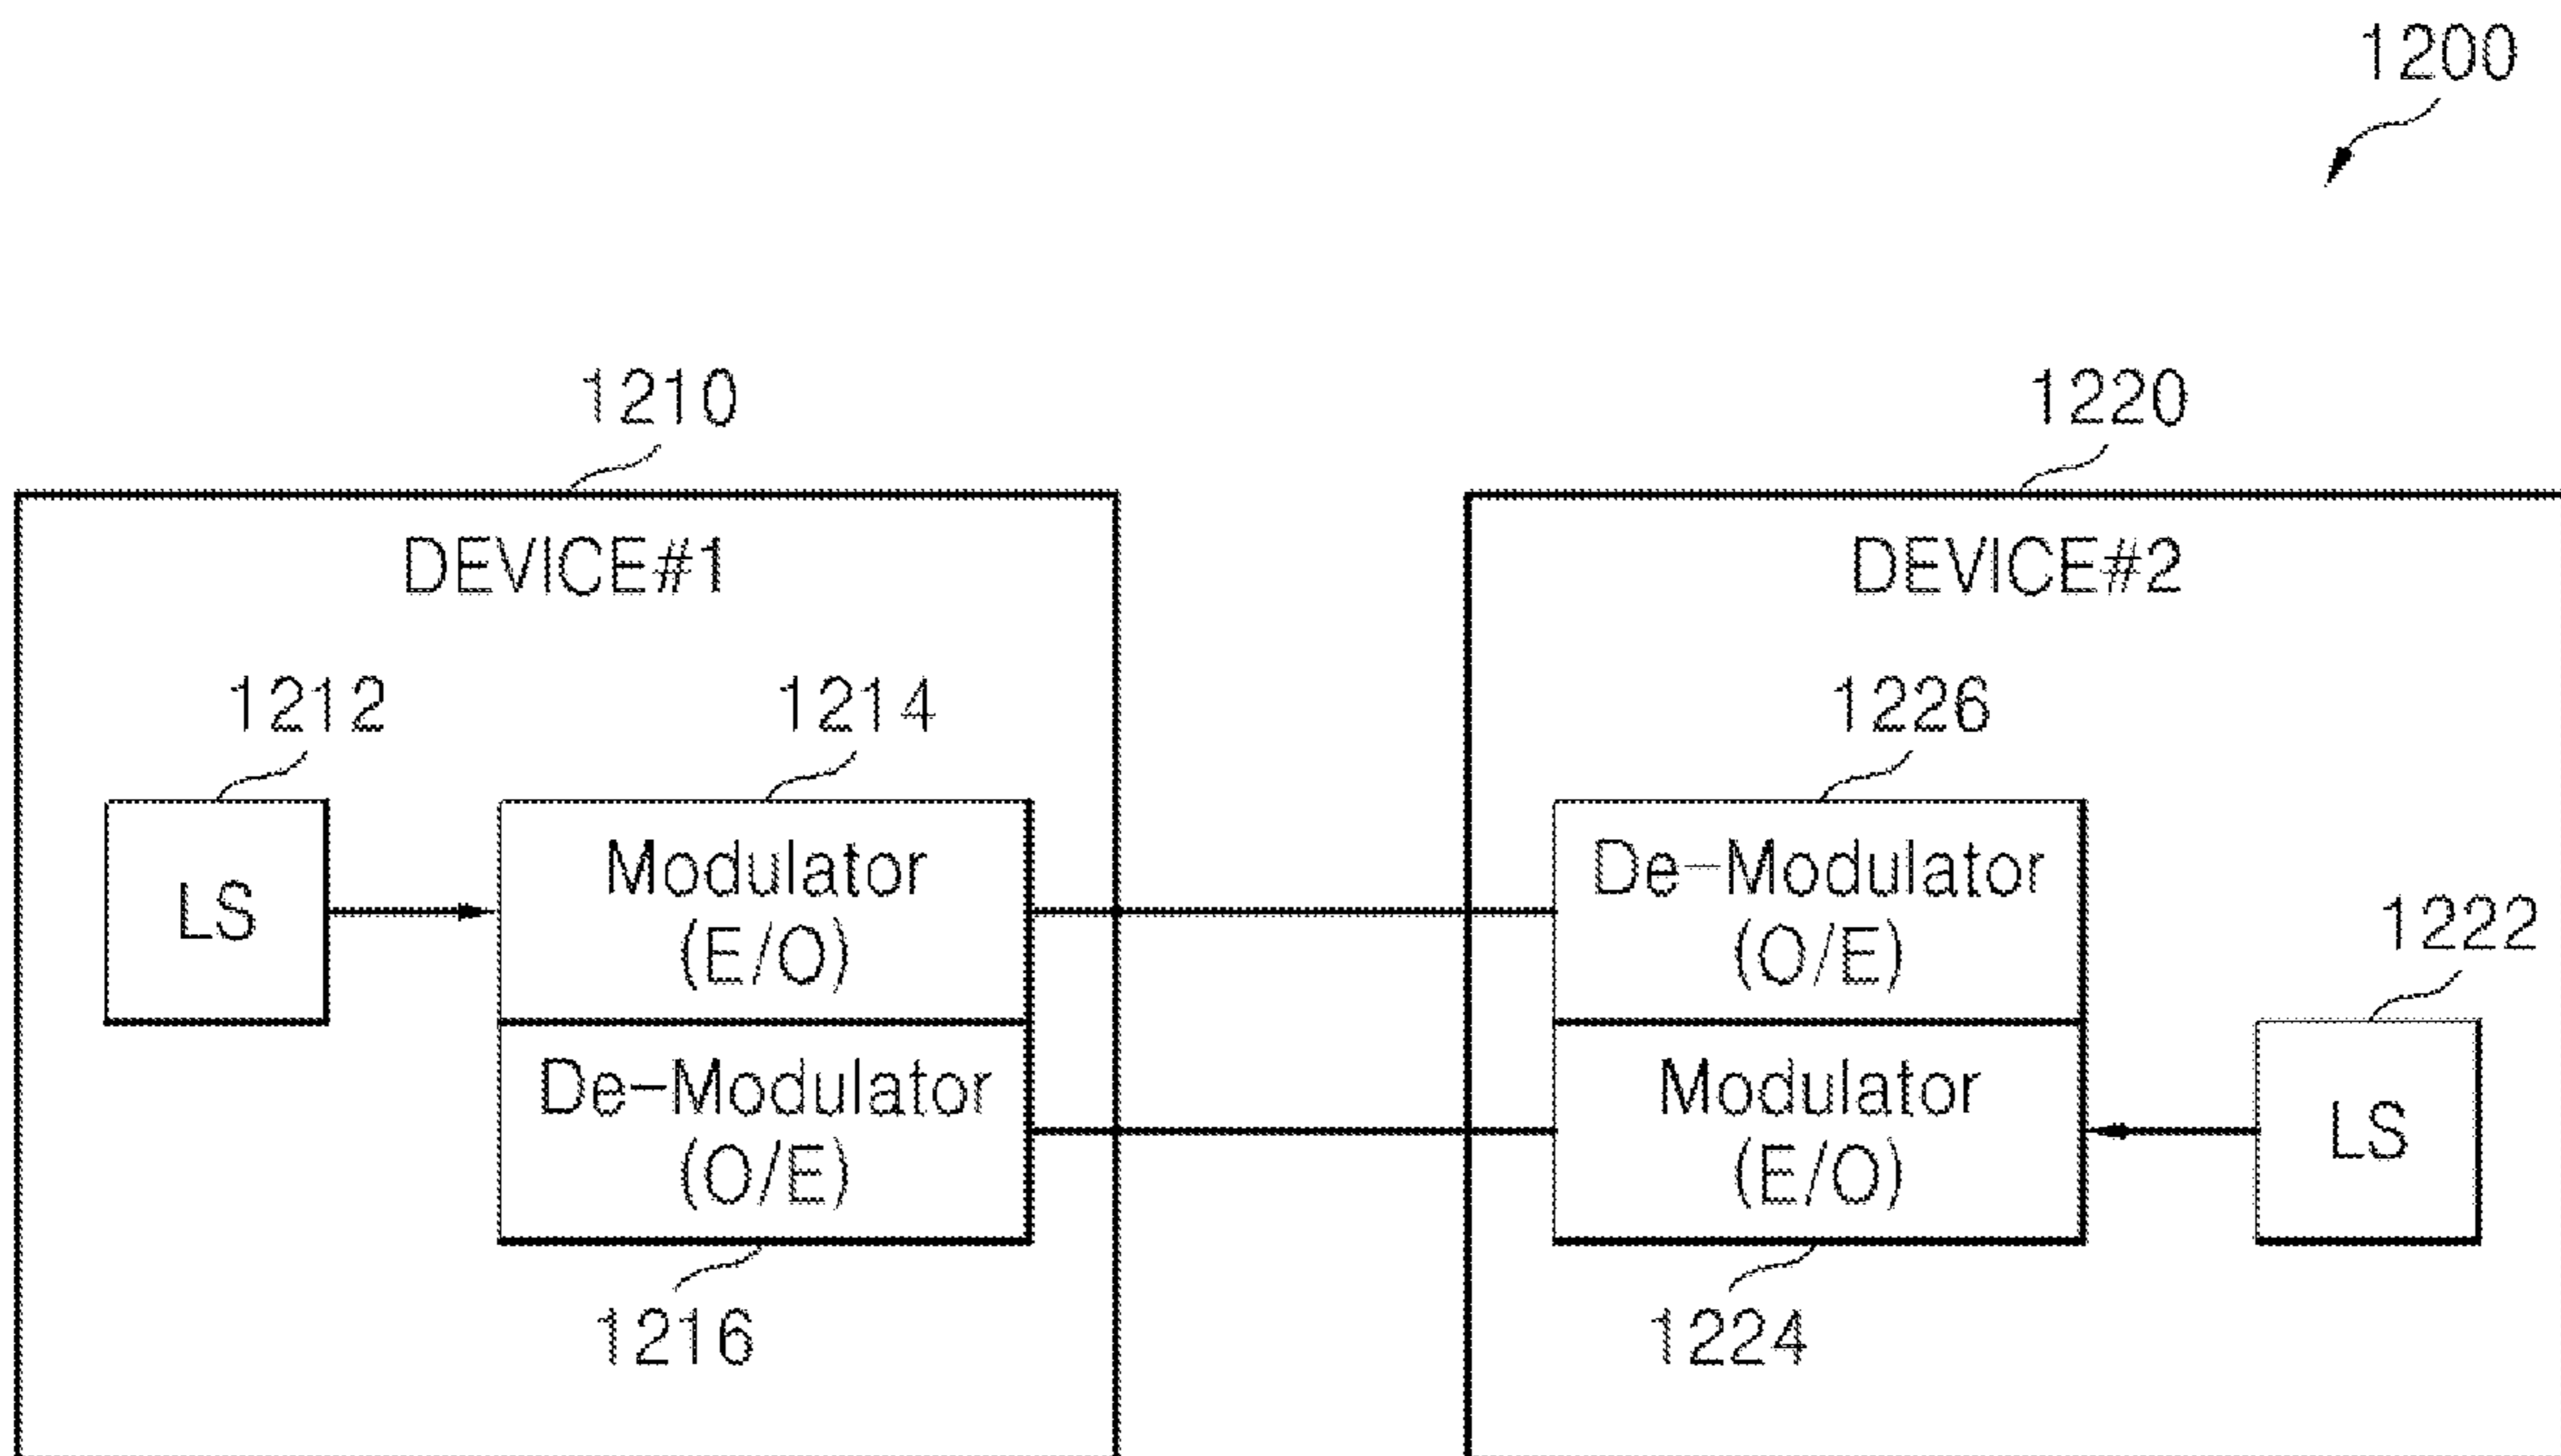 1200
1210
1220
DEVICE#1
DEVICE#2
1212
1214
1226
LS
Modulator
(E/O)
De-Modulator
(O/E)
1222
De-Modulator
(O/E)
Modulator
(E/O)
LS
1216
1224